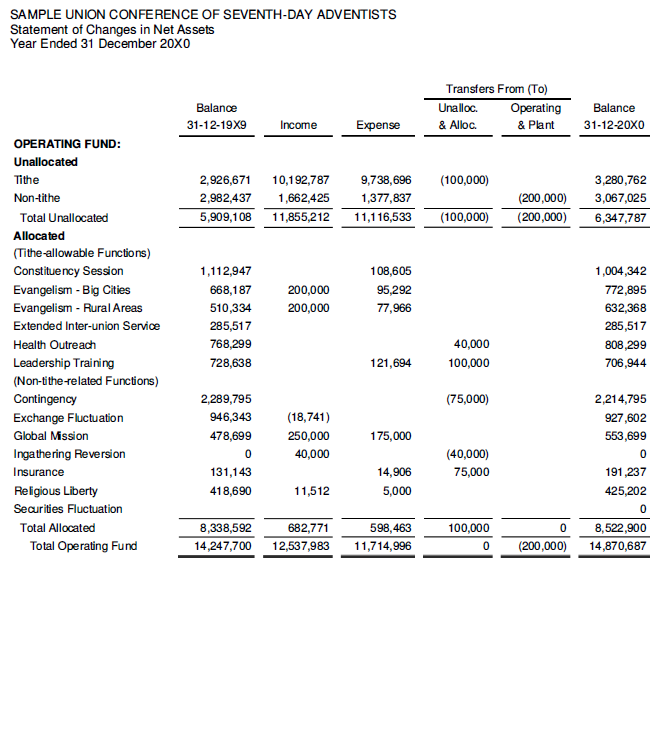 SAMPLE UNION CONFERENCE OF SEVENTH-DAY ADVENTISTS
Statement of Changes in Net Assets
Year Ended 31 December 20X0
Transfers From (To)
Balance Unalloc. Operating Balance
31-12-19X9 Income Expense & Alloc. & Plant 31-12-20X0
OPERATING FUND:
Unallocated
Tithe 2,926,671 10,192,787 9,738,696 (100,000) 3,280,762
Non-tithe 2,982,437 1,662,425 1,377,837 (200,000) 3,067,025
Total Unallocated 5,909,108 11,855,212 11,116,533 (100,000) (200,000) 6,347,787
Allocated
(Tithe-allowable Functions)
Constituency Session 1,112,947 108,605 1,004,342
Evangelism - Big Cities 668,187 200,000 95,292 772,895
Evangelism - Rural Areas 510,334 200,000 77,966 632,368
Extended Inter-union Service 285,517 285,517
Health Outreach 768,299 40,000 808,299
Leadership Training 728,638 121,694 100,000 706,944
(Non-tithe-related Functions)
Contingency 2,289,795 (75,000) 2,214,795
Exchange Fluctuation 946,343 (18,741) 927,602
Global Mission 478,699 250,000 175,000 553,699
Ingathering Reversion 0 40,000 (40,000) 0
Insurance 131,143 14,906 75,000 191,237
Religious Liberty 418,690 11,512 5,000 425,202
Securities Fluctuation 0
Total Allocated 8,338,592 682,771 598,463 100,000 0 8,522,900
Total Operating Fund 14,247,700 12,537,983 11,714,996 0 (200,000) 14,870,687